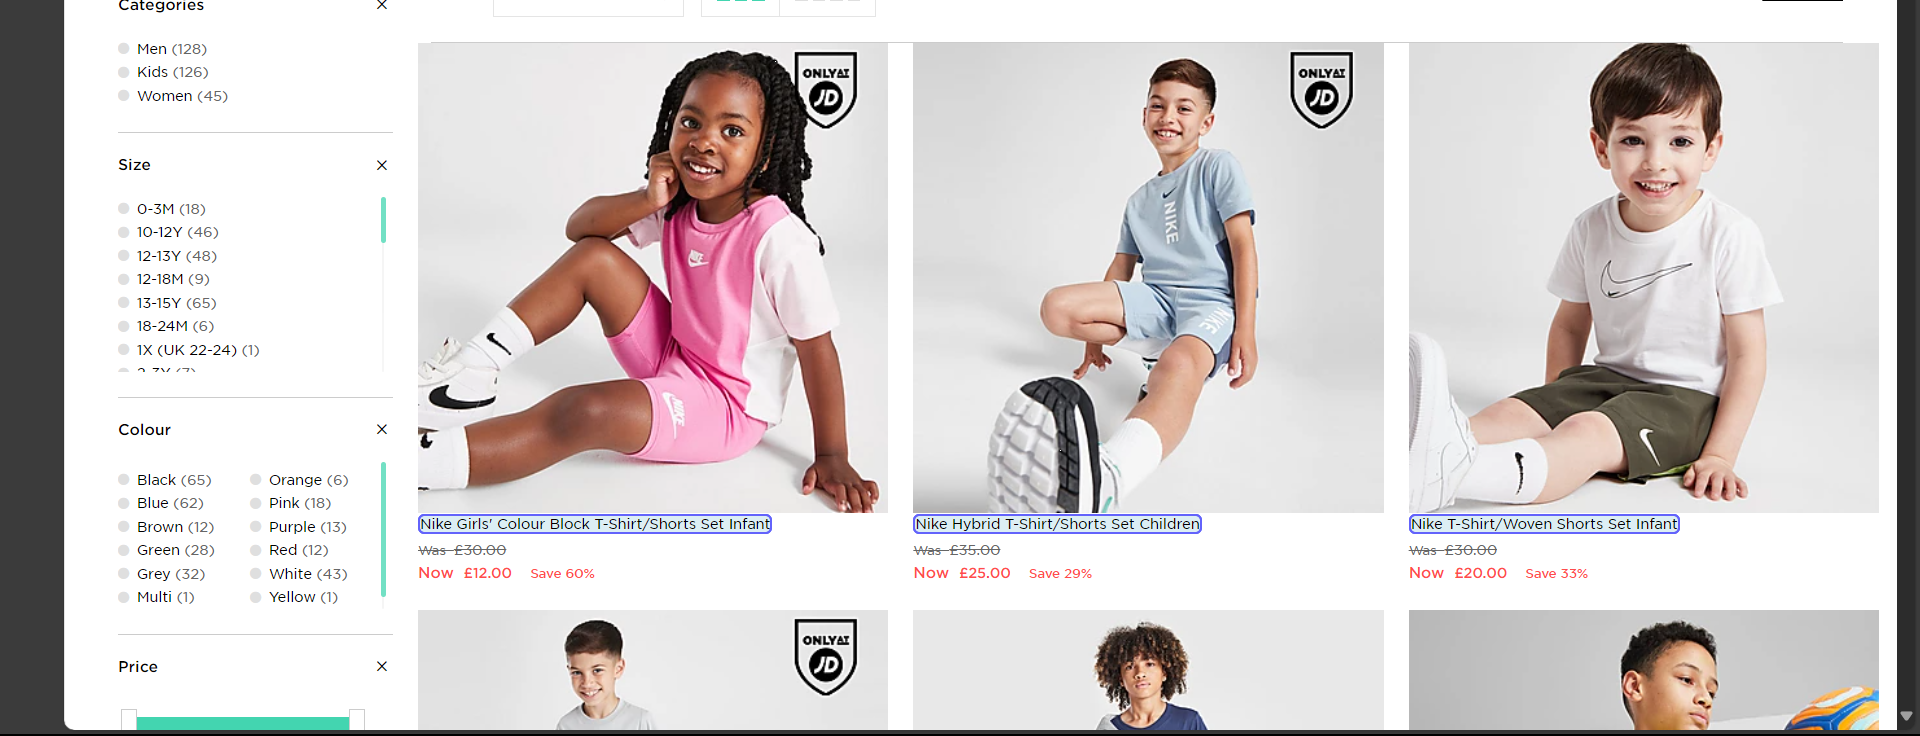 Categories
Men (128)
Kids (126)
Women (45)
Size
0-3M (18)
10-12Y (46)
12-13Y (48)
12-18M (9)
13-15Y (65)
18-24M (6)
1X (UK 22-24) (1)
Colour
Black (65)
Orange (6)
Blue (62)
Pink (18)
Brown (12)
Purple (13)
Green (28)
Red (12)
Grey (32)
White (43)
Multi (1)
Yellow (1)
Price
ONLY AT
JD
NIKE
ONLY AT
JD
NIKE
NIKE
Nike Girls' Colour Block T-Shirt/Shorts Set Infant
Was £30.00
Now £12.00 Save 60%
Nike Hybrid T-Shirt/Shorts Set Children
Was £35.00
Now £25.00 Save 29%
Nike T-Shirt/Woven Shorts Set Infant
Was £30.00
Now £20.00 Save 33%
ONLY AT
JD